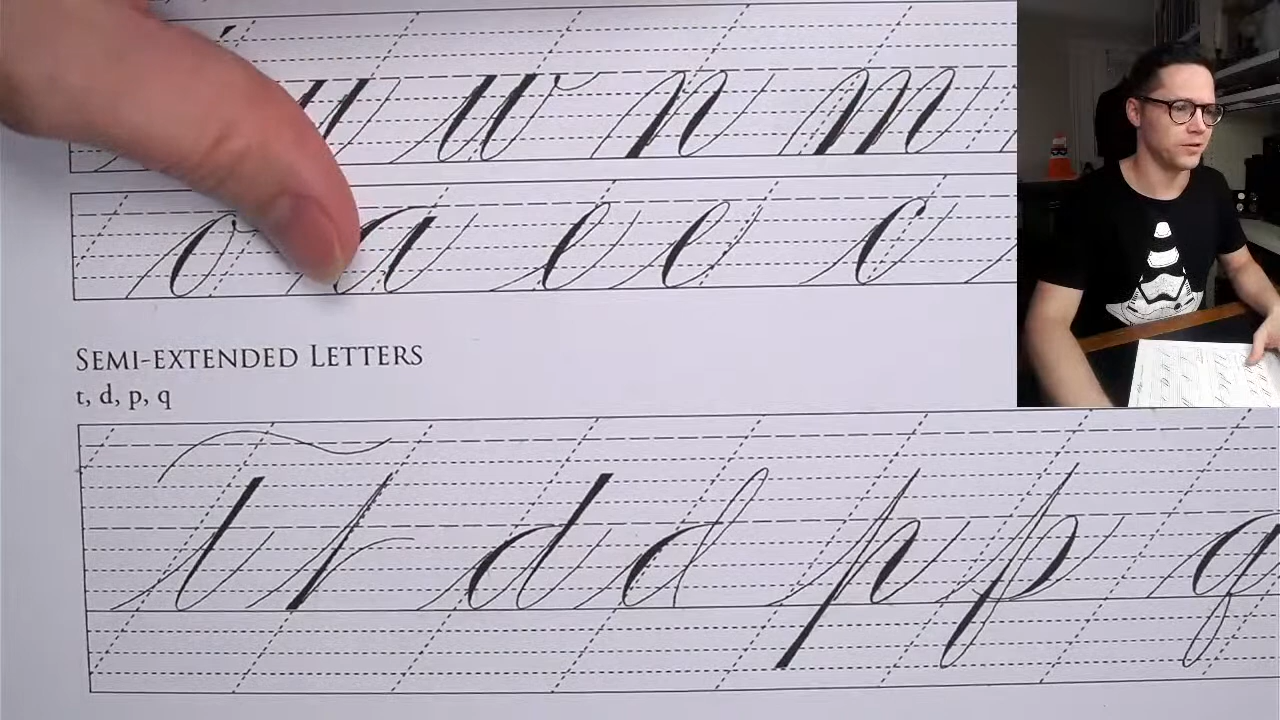 u w n m
o a e e c
SEMI-EXTENDED LETTERS
t, d, p, q
t t d d p p q